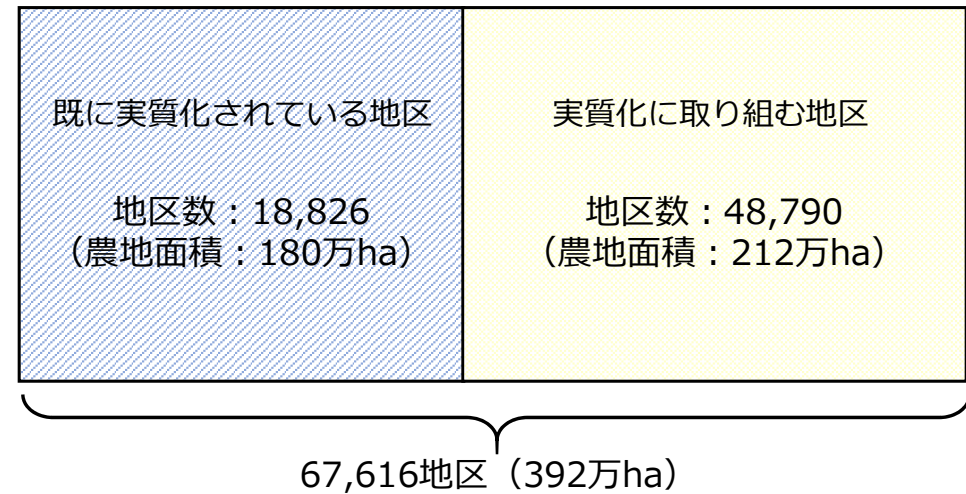 既に実質化されている地区
地区数：18,826
（農地面積：180万ha）
実質化に取り組む地区
地区数：48,790
（農地面積：212万ha）
67,616地区（392万ha）